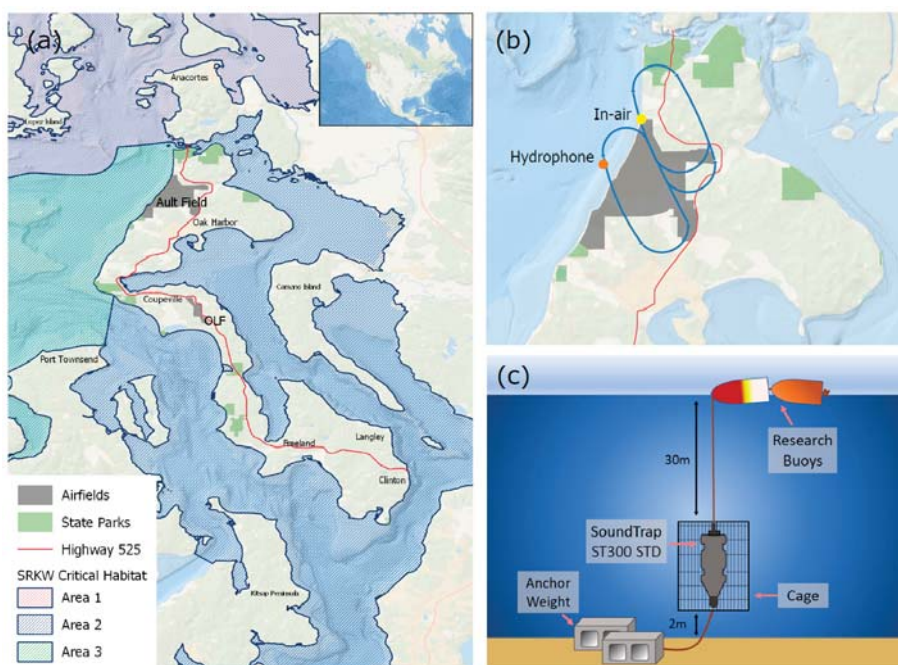 (a)
Anacortes
Lopez Island
Ault Field
Oak Harbor
Coupeville
OLF
Camano Island
Port Townsend
Freeland
Langley
Clinton
Kitsap Peninsula
Airfields
State Parks
Highway 525
SRKW Critical Habitat
Area 1
Area 2
Area 3
(b)
In-air
Hydrophone
(c)
Research
Buoys
30m
SoundTrap
ST300 STD
Anchor
Weight
Cage
2m